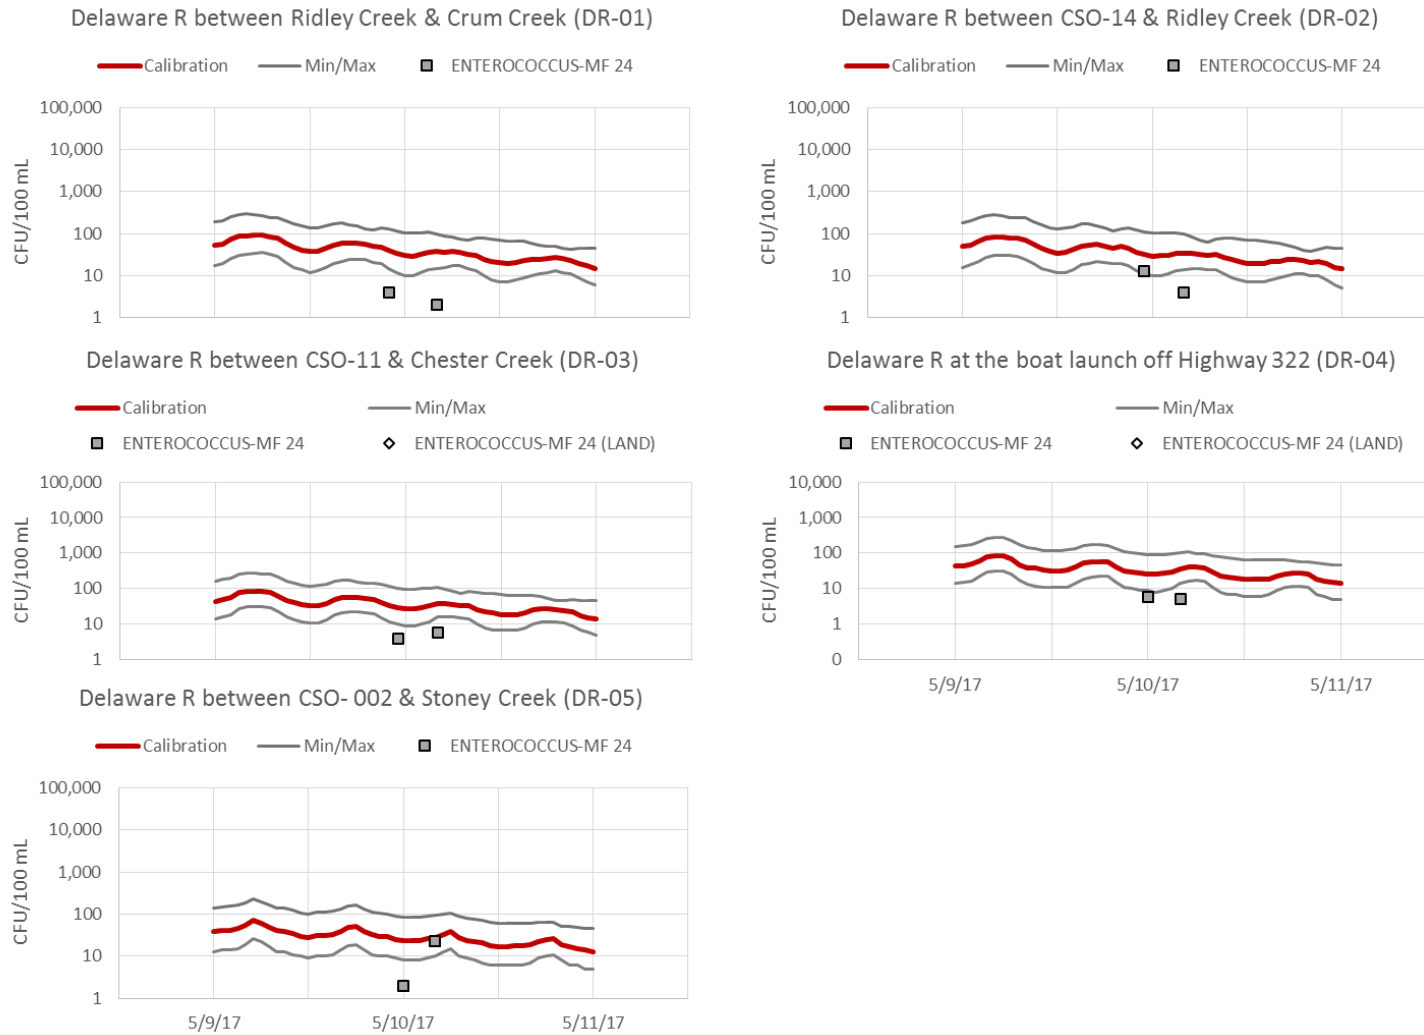 Delaware R between Ridley Creek & Crum Creek (DR-01)
Calibration Min/Max ENTEROCOCCUS-MF 24
100,000
10,000
1,000
100
10
1
CFU/100 mL
Delaware R between CSO-14 & Ridley Creek (DR-02)
Calibration Min/Max ENTEROCOCCUS-MF 24
100,000
10,000
1,000
100
10
1
CFU/100 mL
Delaware R between CSO-11 & Chester Creek (DR-03)
Calibration Min/Max
ENTEROCOCCUS-MF 24 ENTEROCOCCUS-MF 24 (LAND)
100,000
10,000
1,000
100
10
1
CFU/100 mL
Delaware R at the boat launch off Highway 322 (DR-04)
Calibration Min/Max
ENTEROCOCCUS-MF 24 ENTEROCOCCUS-MF 24 (LAND)
10,000
1,000
100
10
1
0
CFU/100 mL
5/9/17 5/10/17 5/11/17
Delaware R between CSO- 002 & Stoney Creek (DR-05)
Calibration Min/Max ENTEROCOCCUS-MF 24
100,000
10,000
1,000
100
10
1
CFU/100 mL
5/9/17 5/10/17 5/11/17